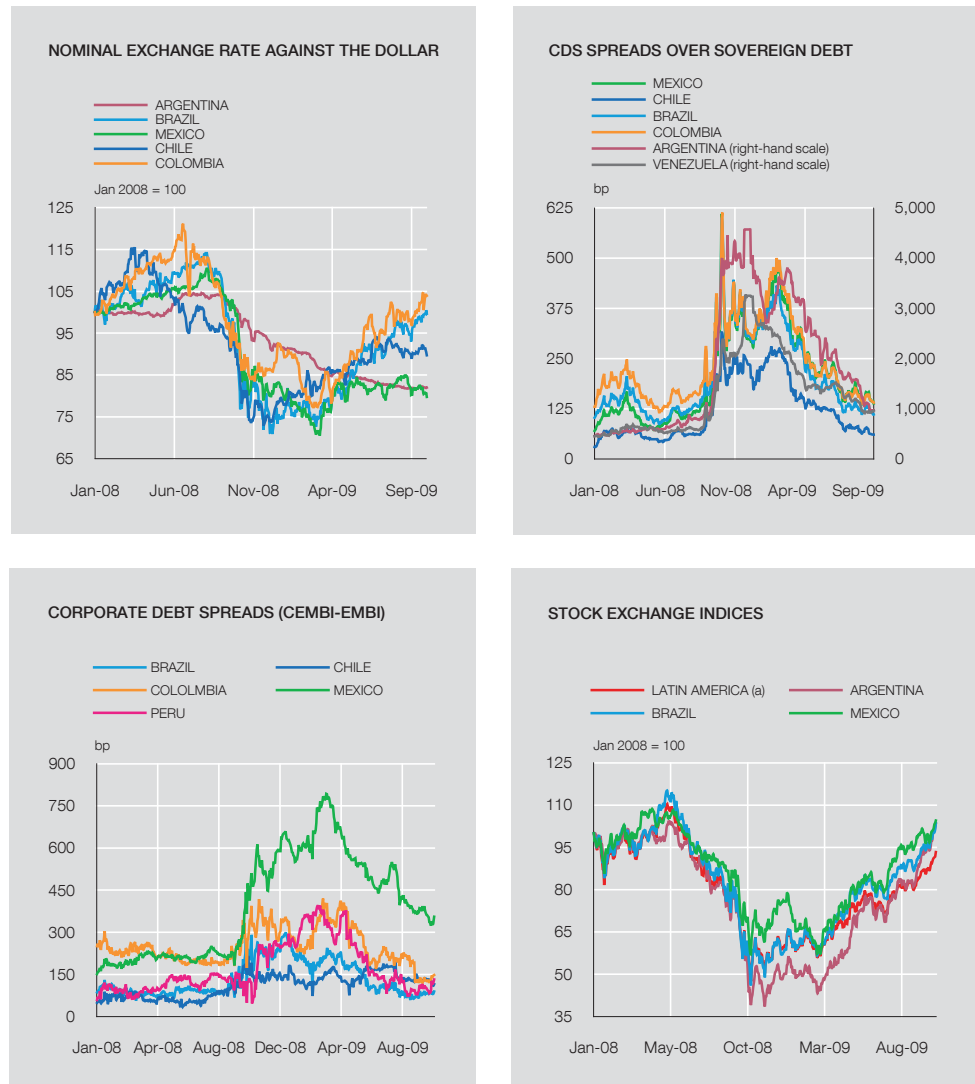 NOMINAL EXCHANGE RATE AGAINST THE DOLLAR
ARGENTINA
BRAZIL
MEXICO
CHILE
COLOMBIA
Jan 2008 = 100
125
115
105
95
85
75
65
Jan-08 Jun-08 Nov-08 Apr-09 Sep-09
CDS SPREADS OVER SOVEREIGN DEBT
MEXICO
CHILE
BRAZIL
COLOMBIA
ARGENTINA (right-hand scale)
VENEZUELA (right-hand scale)
bp
625 5,000
500 4,000
375 3,000
250 2,000
125 1,000
0 0
Jan-08 Jun-08 Nov-08 Apr-09 Sep-09
CORPORATE DEBT SPREADS (CEMBI-EMBI)
BRAZIL CHILE
COLOLMBIA MEXICO
PERU
bp
900
750
600
450
300
150
0
Jan-08 Apr-08 Aug-08 Dec-08 Apr-09 Aug-09
STOCK EXCHANGE INDICES
LATIN AMERICA (a) ARGENTINA
BRAZIL MEXICO
Jan 2008 = 100
125
110
95
80
65
50
35
Jan-08 May-08 Oct-08 Mar-09 Aug-09